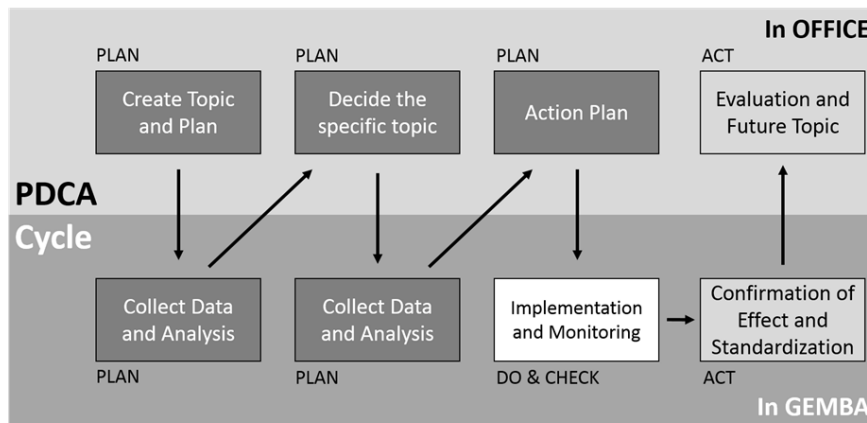 In OFFICE
PLAN
PLAN
PLAN
ACT
Create Topic
and Plan
Decide the
specific topic
Action Plan
Evaluation and
Future Topic
PDCA
Cycle
Collect Data
and Analysis
Collect Data
and Analysis
Implementation
and Monitoring
Confirmation of
Effect and
Standardization
PLAN
PLAN
DO & CHECK
ACT
In GEMBA